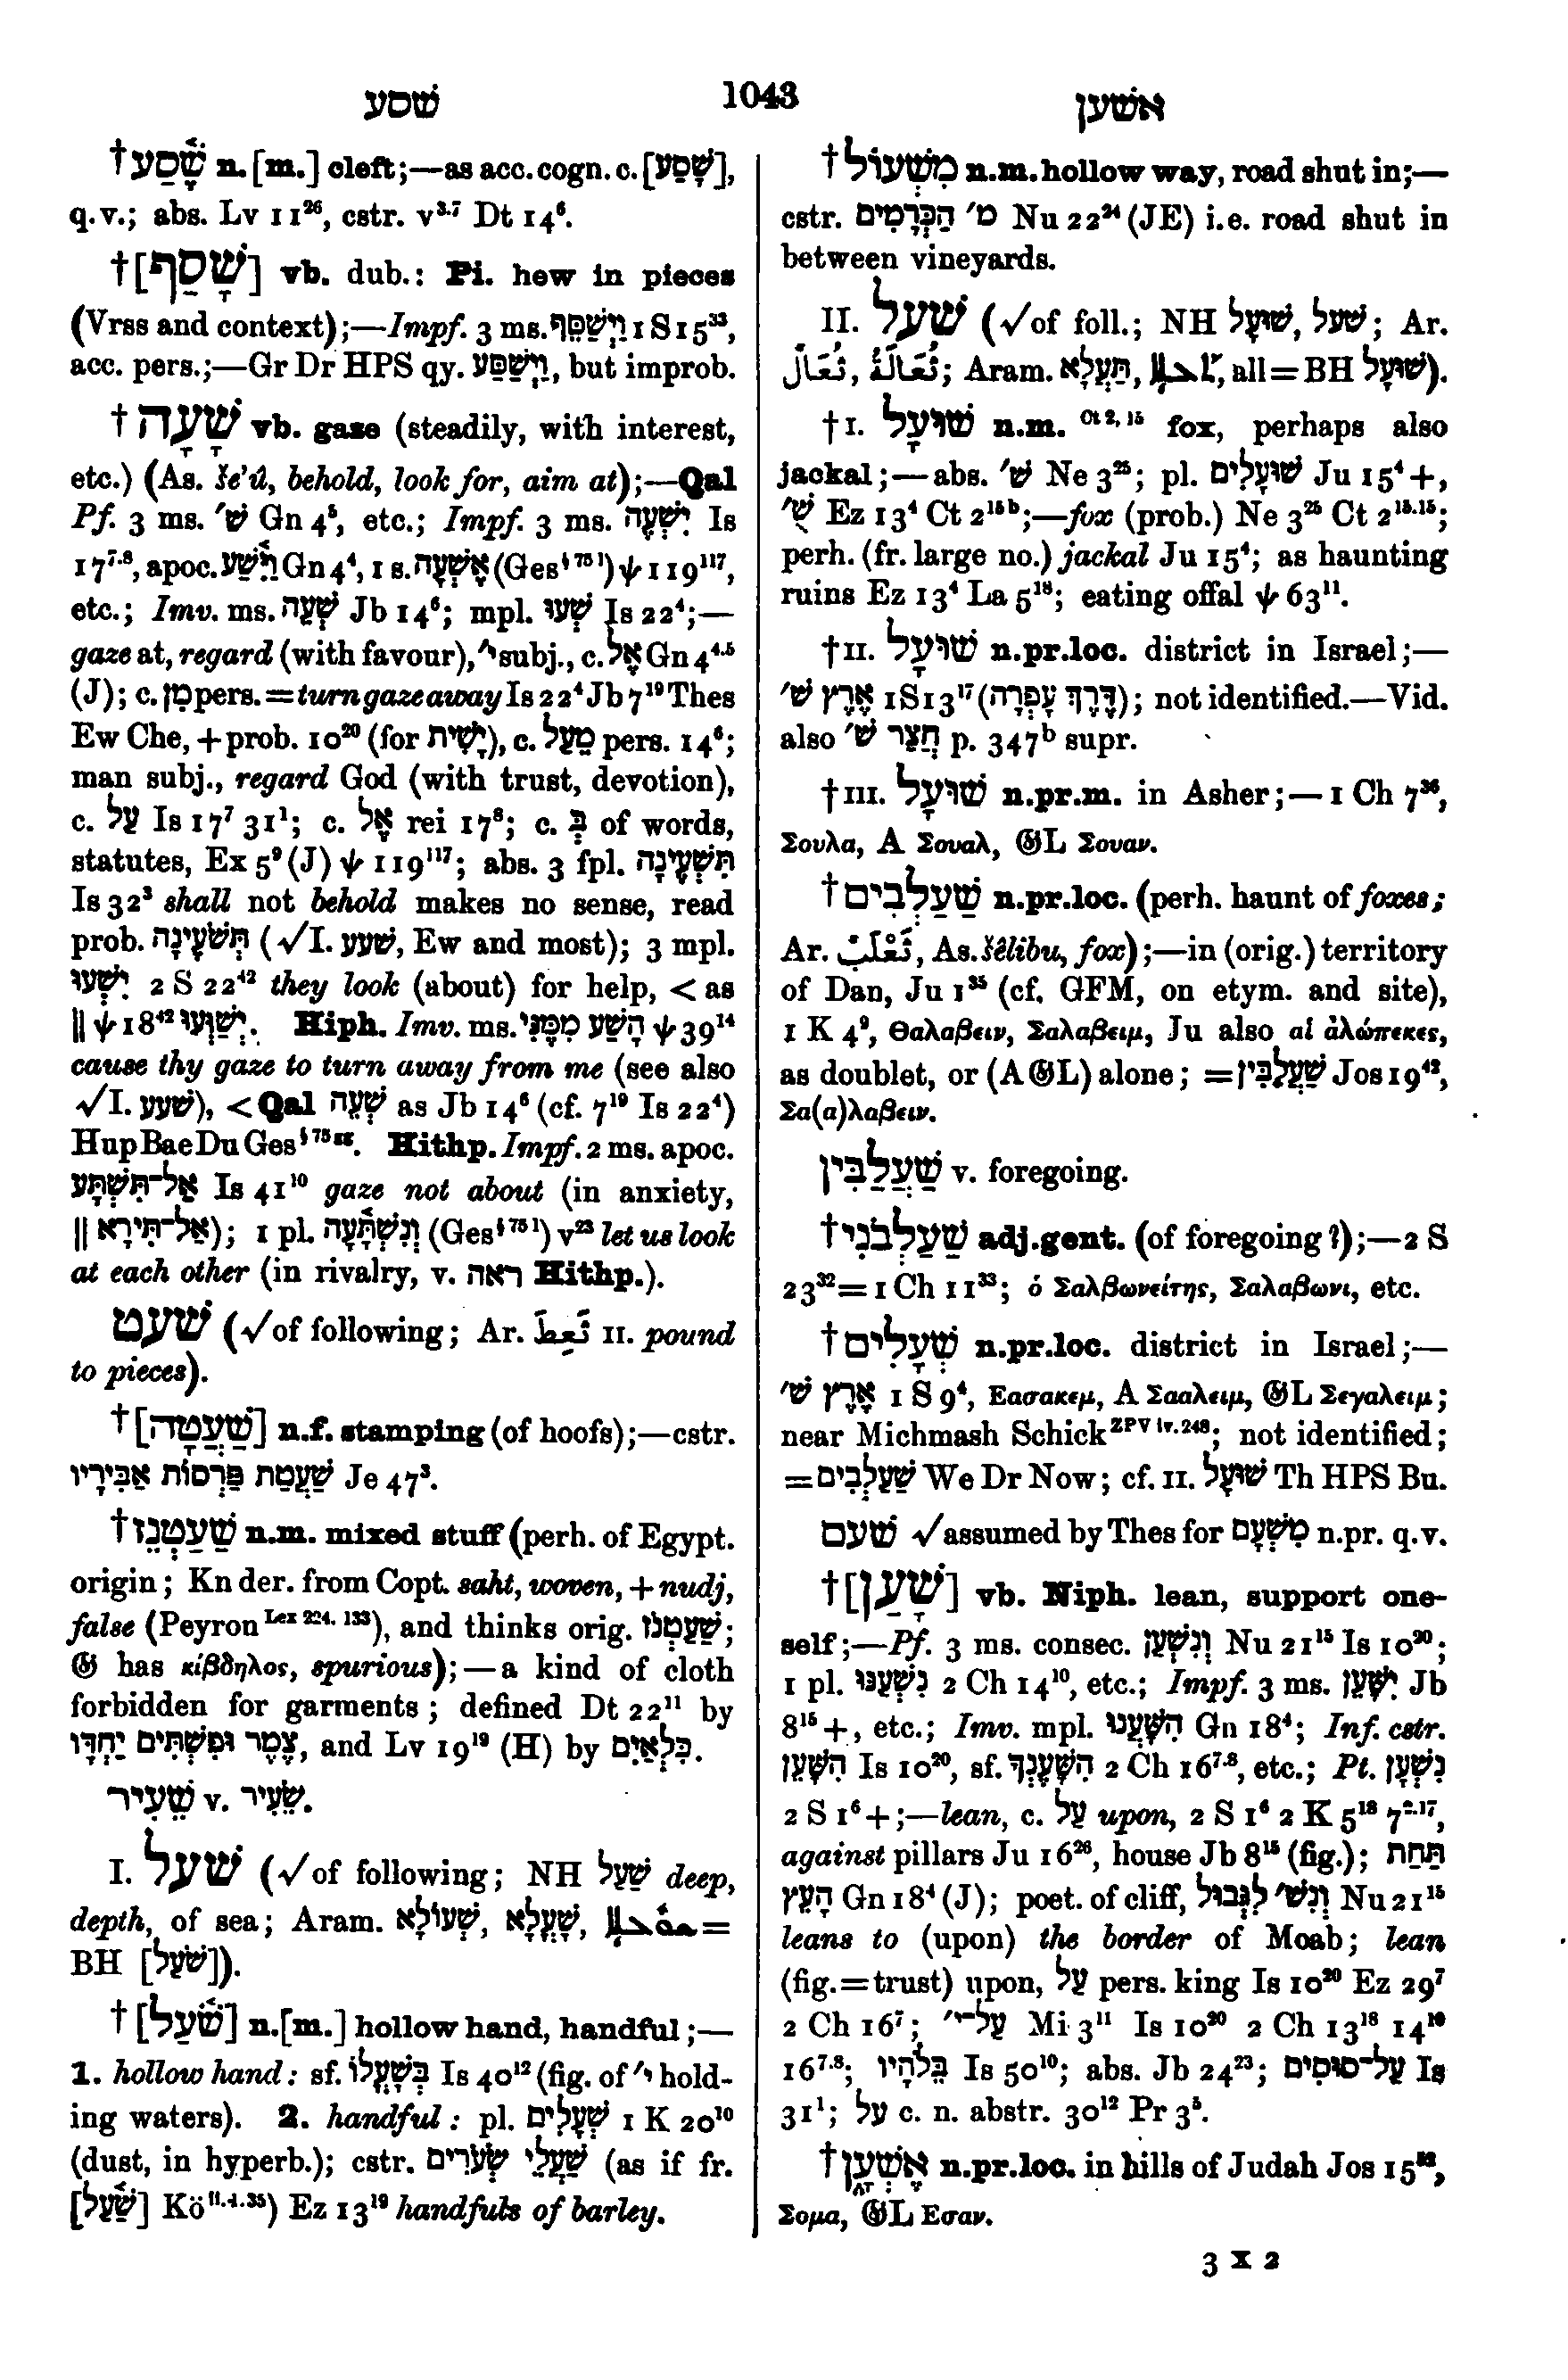 שׁסע 1043 אשׁען
†שֶׁ֫סַע n.[m.] cleft;—as acc. cogn. c. [שָׁסַע],
q.v.; abs. Lv 11²⁶, cstr. v³·⁷ Dt 14⁶.
†[שָׁסַף] vb. dub.: Pi. hew in pieces
(Vrss and context);—Impf. 3 ms. וַיְשַׁסֵּף 1 S 15³³,
acc. pers.;—Gr Dr HPS qy. וַיְשַׁסַּע, but improb.
†שָׁעָה vb. gaze (steadily, with interest,
etc.) (As. še’û, behold, look for, aim at);—Qal
Pf. 3 ms. שׁ׳ Gn 4⁵, etc.; Impf. 3 ms. יִשְׁעֶה Is
17⁷·⁸, apoc. וַיִּ֫שַׁע Gn 4⁴, 1 s. אֶשְׁעָה (Ges§75l) ψ 119¹¹⁷,
etc.; Imv. ms. שְׁעֵה Jb 14⁶; mpl. שְׁעוּ Is 22⁴;—
gaze at, regard (with favour), י׳ subj., c. אֶל Gn 4⁴·⁵
(J); c. מִן pers. = turn gaze away Is 22⁴ Jb 7¹⁹ Thes
Ew Che, + prob. 10²⁰ (for יָשִׁית), c. מֵעַל pers. 14⁶;
man subj., regard God (with trust, devotion),
c. עַל Is 17⁷ 31¹; c. אֶל rei 17⁸; c. בְּ of words,
statutes, Ex 5⁹ (J) ψ 119¹¹⁷; abs. 3 fpl. תִּשְׁעֶינָה
Is 32³ shall not behold makes no sense, read
prob. תְּשֹׁעֶינָה (√I. שׁעע, Ew and most); 3 mpl.
יִשְׁעוּ 2 S 22⁴² they look (about) for help, < as
|| ψ 18⁴² יְשַׁוְּעוּ. Hiph. Imv. ms. הָשַׁע מִמֶּנִּי ψ 39¹⁴
cause thy gaze to turn away from me (see also
√I. שׁעע), < Qal שְׁעֵה as Jb 14⁶ (cf. 7¹⁹ Is 22⁴)
Hup Bae Du Ges§75gg. Hithp. Impf. 2 ms. apoc.
אַל־תִּשְׁתָּע Is 41¹⁰ gaze not about (in anxiety,
|| אַל־תִּירָא); 1 pl. וְנִשְׁתָּ֫עָה (Ges§75l) v²³ let us look
at each other (in rivalry, v. ראה Hithp.).
שׁעט (√of following; Ar. ثَعَطَ II. pound
to pieces).
†[שַׁעֲטָה] n.f. stamping (of hoofs);—cstr.
שַׁעֲטַת פַּרְסוֹת אַבִּירָיו Je 47³.
†שַׁעַטְנֵז n.m. mixed stuff (perh. of Egypt.
origin; Kn der. from Copt. saht, woven, + nudj,
false (Peyron Lex 224. 133), and thinks orig. שַׁעַטְנֹז;
𝔊 has κίβδηλος, spurious);—a kind of cloth
forbidden for garments; defined Dt 22¹¹ by
צֶמֶר וּפִשְׁתִּים יַחְדָּו, and Lv 19¹⁹ (H) by כִּלְאַיִם.
שָׁעִיר v. שֵׂעִיר.
I. שׁעל (√of following; NH שַׁעַל deep,
depth, of sea; Aram. שָׁעֳלָא, שְׁעוֹלָא, ܫܘܥܠܐ =
BH [שֹׁעַל]).
†[שֹׁ֫עַל] n.[m.] hollow hand, handful;—
1. hollow hand: sf. בְּשָׁעֳלוֹ Is 40¹² (fig. of י׳ hold-
ing waters). 2. handful: pl. שְׁעָלִים 1 K 20¹⁰
(dust, in hyperb.); cstr. שַׁעֲלֵי שְׂעֹרִים (as if fr.
[שַׁ֫עַל] Kö ii.1.35) Ez 13¹⁹ handfuls of barley.
†מִשְׁעוֹל n.m. hollow way, road shut in;—
cstr. מ׳ הַכְּרָמִים Nu 22²⁴ (JE) i.e. road shut in
between vineyards.
II. שׁעל (√of foll.; NH שׁעל, שׁוּעָל; Ar.
ثُعَالَةُ, ثُعَال; Aram. תַּעְלָא, ܬܥܠܐ, all = BH שׁוּעָל).
†I. שׁוּעָל n.m. Ct 2, 15 fox, perhaps also
jackal;—abs. שׁ׳ Ne 3³⁵; pl. שׁוּעָלִים Ju 15⁴ +,
שֻׁ׳ Ez 13⁴ Ct 2¹⁵ᵇ;—fox (prob.) Ne 3³⁵ Ct 2¹⁵·¹⁵;
perh. (fr. large no.) jackal Ju 15⁴; as haunting
ruins Ez 13⁴ La 5¹⁸; eating offal ψ 63¹¹.
†II. שׁוּעָל n.pr.loc. district in Israel;—
אֶרֶץ שׁ׳ 1 S 13¹⁷ (דֶּרֶךְ עָפְרָה); not identified.—Vid.
also חֲצַר שׁ׳ p. 347ᵇ supr.
†III. שׁוּעָל n.pr.m. in Asher;—1 Ch 7³⁶,
Σουλα, A Σουαλ, 𝔊L Σουαν.
†שַׁעַלְבִים n.pr.loc. (perh. haunt of foxes;
Ar. ثَعْلَب, As. šêlibu, fox);—in (orig.) territory
of Dan, Ju 1³⁵ (cf. GFM, on etym. and site),
1 K 4⁹, Θαλαβειν, Σαλαβειμ, Ju also αἱ ἀλώπεκες,
as doublet, or (A 𝔊L) alone; = שַׁעֲלַבִּין Jos 19⁴²,
Σα(α)λαβειν.
שַׁעֲלַבִּין v. foregoing.
†שַׁעַלְבֹנִי adj.gent. (of foregoing?);—2 S
23³² = 1 Ch 11³³; ὁ Σαλβωνείτης, Σαλαβωνι, etc.
†שְׁעָלִים n.pr.loc. district in Israel;—
אֶרֶץ שׁ׳ 1 S 9⁴, Εασακεμ, A Σααλειμ, 𝔊L Σεγαλειμ;
near Michmash Schick ZPV iv. 248; not identified;
= שַׁעַלְבִים We Dr Now; cf. II. שׁוּעָל Th HPS Bu.
שׁעם √assumed by Thes for מִשְׁעָם n.pr. q.v.
†[שָׁעַן] vb. Niph. lean, support one-
self;—Pf. 3 ms. consec. וְנִשְׁעַן Nu 21¹⁵ Is 10²⁰;
1 pl. נִשְׁעַנּוּ 2 Ch 14¹⁰, etc.; Impf. 3 ms. יִשָּׁעֵן Jb
8¹⁵ +, etc.; Imv. mpl. הִשָּׁעֲנוּ Gn 18⁴; Inf. cstr.
הִשָּׁעֵן Is 10²⁰, sf. הִשָּׁעֶנְךָ 2 Ch 16⁷·⁸, etc.; Pt. נִשְׁעָן
2 S 1⁶ +;—lean, c. עַל upon, 2 S 1⁶ 2 K 5¹⁸ 7²·¹⁷,
against pillars Ju 16²⁶, house Jb 8¹⁵ (fig.); תַּחַת
הָעֵץ Gn 18⁴ (J); poet. of cliff, וְנִשׁ׳ לִגְבוּל Nu 21¹⁵
leans to (upon) the border of Moab; lean
(fig. = trust) upon, עַל pers. king Is 10²⁰ Ez 29⁷
2 Ch 16⁷; עַל־י׳ Mi 3¹¹ Is 10²⁰ 2 Ch 13¹⁸ 14¹⁰
16⁷·⁸; בֵּאלֹהָיו Is 50¹⁰; abs. Jb 24²³; עַל־סוּסִים Is
31¹; עַל c. n. abstr. 30¹² Pr 3⁵.
†אֶשְׁעָן n.pr.loc. in hills of Judah Jos 15⁵²,
Σομα, 𝔊L Εσαν.
3 X 2